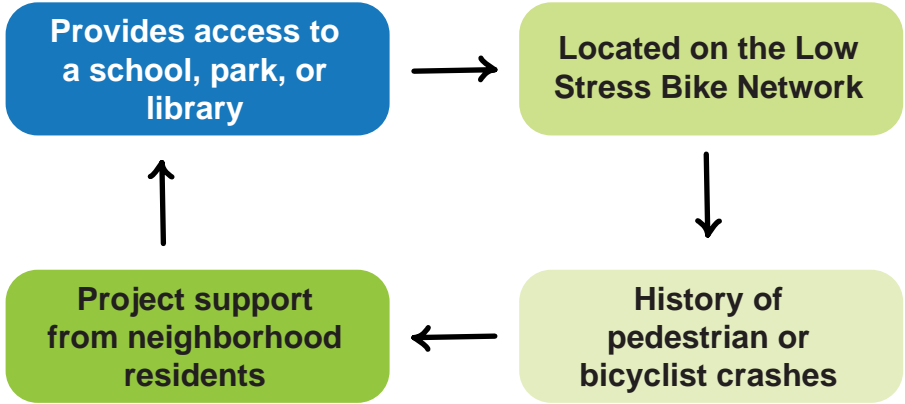 Provides access to
a school, park, or
library
Located on the Low
Stress Bike Network
History of
pedestrian or
bicyclist crashes
Project support
from neighborhood
residents